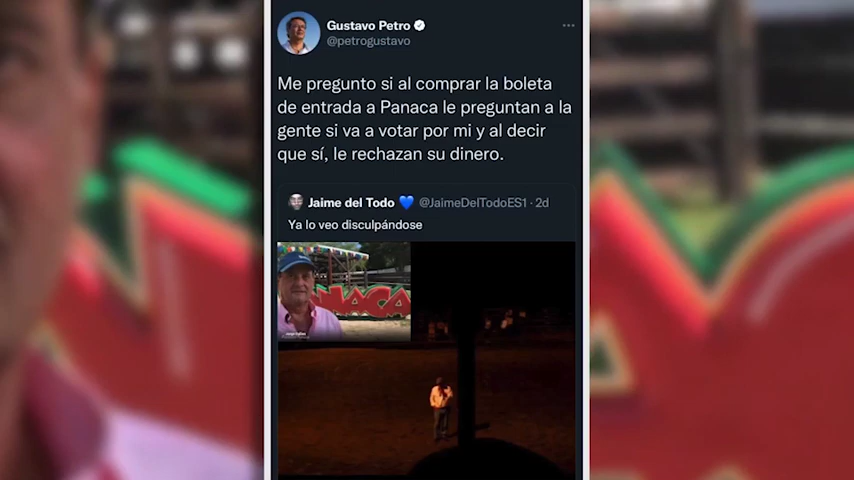 Gustavo Petro
@petrogustavo
Me pregunto si al comprar la boleta
de entrada a Panaca le preguntan a la
gente si va a votar por mi y al decir
que sí, le rechazan su dinero.
Jaime del Todo 💙 @JaimeDelTodoES1 · 2d
Ya lo veo disculpándose